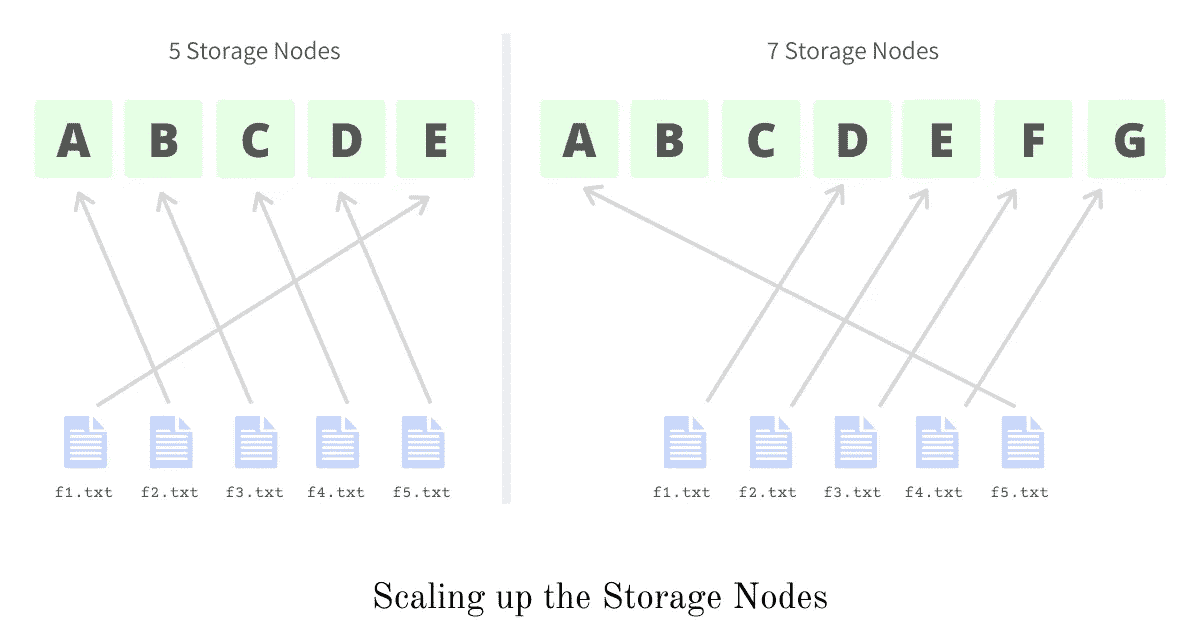 5 Storage Nodes
A B C D E
f1.txt f2.txt f3.txt f4.txt f5.txt
7 Storage Nodes
A B C D E F G
f1.txt f2.txt f3.txt f4.txt f5.txt
Scaling up the Storage Nodes